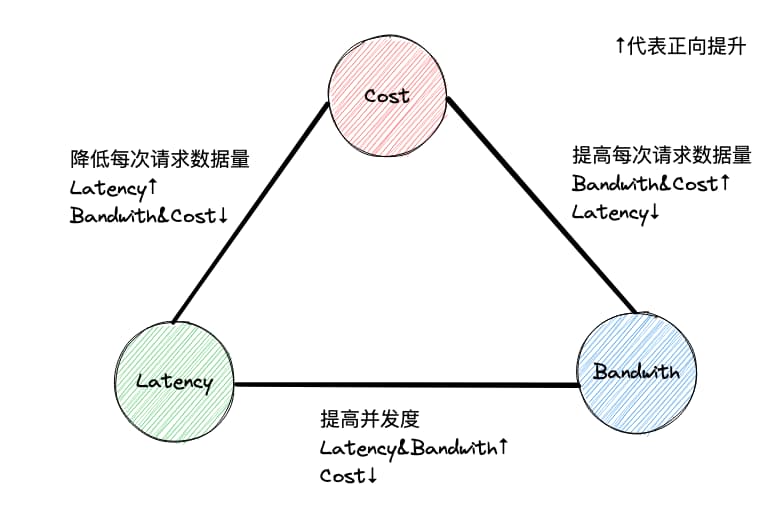 ↑代表正向提升
Cost
降低每次请求数据量
Latency↑
Bandwith&Cost↓
提高每次请求数据量
Bandwith&Cost↑
Latency↓
Latency
Bandwith
提高并发度
Latency&Bandwith↑
Cost↓